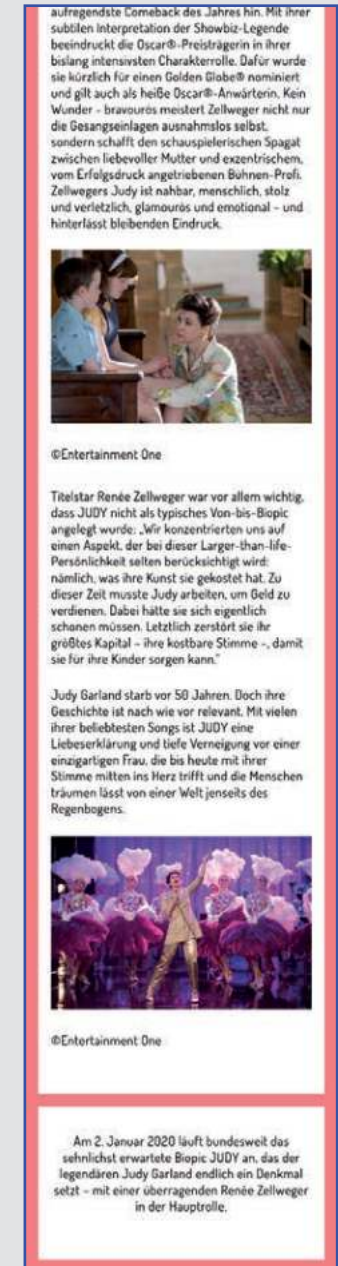 aufregendste Comeback des Jahres hin. Mit ihrer
subtilen Interpretation der Showbiz-Legende
beeindruckt die Oscar®-Preisträgerin in ihrer
bislang intensivsten Charakterrolle. Dafür wurde
sie kürzlich für einen Golden Globe® nominiert
und gilt auch als heiße Oscar®-Anwärterin. Kein
Wunder – bravourös meistert Zellweger nicht nur
die Gesangseinlagen ausnahmslos selbst,
sondern schafft den schauspielerischen Spagat
zwischen liebevoller Mutter und exzentrischem,
vom Erfolgsdruck angetriebenen Bühnen-Profi.
Zellwegers Judy ist nahbar, menschlich, stolz
und verletzlich, glamourös und emotional – und
hinterlässt bleibenden Eindruck.
©Entertainment One
Titelstar Renée Zellweger war vor allem wichtig,
dass JUDY nicht als typisches Von-bis-Biopic
angelegt wurde: „Wir konzentrierten uns auf
einen Aspekt, der bei dieser Larger-than-life-
Persönlichkeit selten berücksichtigt wird:
nämlich, was ihre Kunst sie gekostet hat. Zu
dieser Zeit musste Judy arbeiten, um Geld zu
verdienen. Dabei hätte sie sich eigentlich
schonen müssen. Letztlich zerstört sie ihr
größtes Kapital – ihre kostbare Stimme –, damit
sie für ihre Kinder sorgen kann.“
Judy Garland starb vor 50 Jahren. Doch ihre
Geschichte ist nach wie vor relevant. Mit vielen
ihrer beliebtesten Songs ist JUDY eine
Liebeserklärung und tiefe Verneigung vor einer
einzigartigen Frau, die bis heute mit ihrer
Stimme mitten ins Herz trifft und die Menschen
träumen lässt von einer Welt jenseits des
Regenbogens.
©Entertainment One
Am 2. Januar 2020 läuft bundesweit das
sehnlichst erwartete Biopic JUDY an, das der
legendären Judy Garland endlich ein Denkmal
setzt – mit einer überragenden Renée Zellweger
in der Hauptrolle.